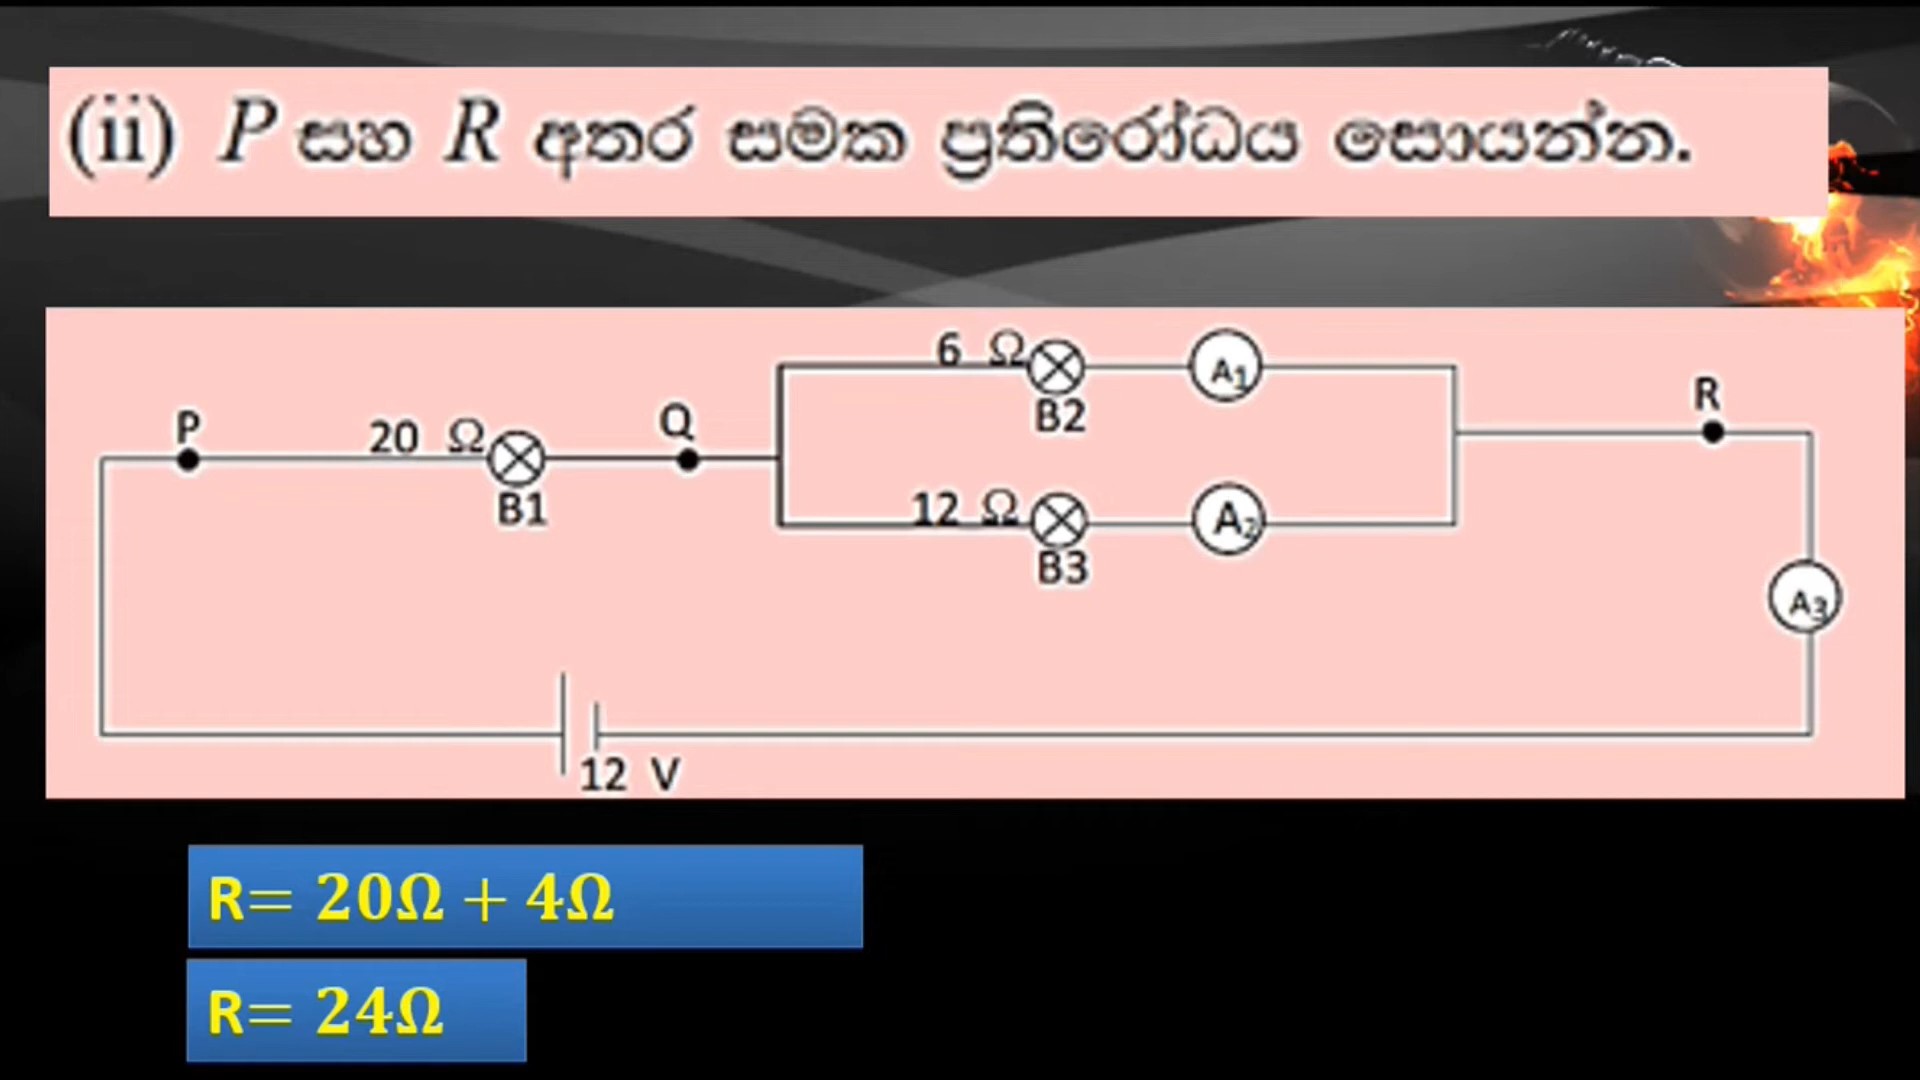 (ii) P සහ R අතර සමක ප්‍රතිරෝධය සොයන්න.
6 Ω
A1
B2
P
20 Ω
Q
R
B1
12 Ω
A2
B3
A3
12 V
R= 20Ω + 4Ω
R= 24Ω